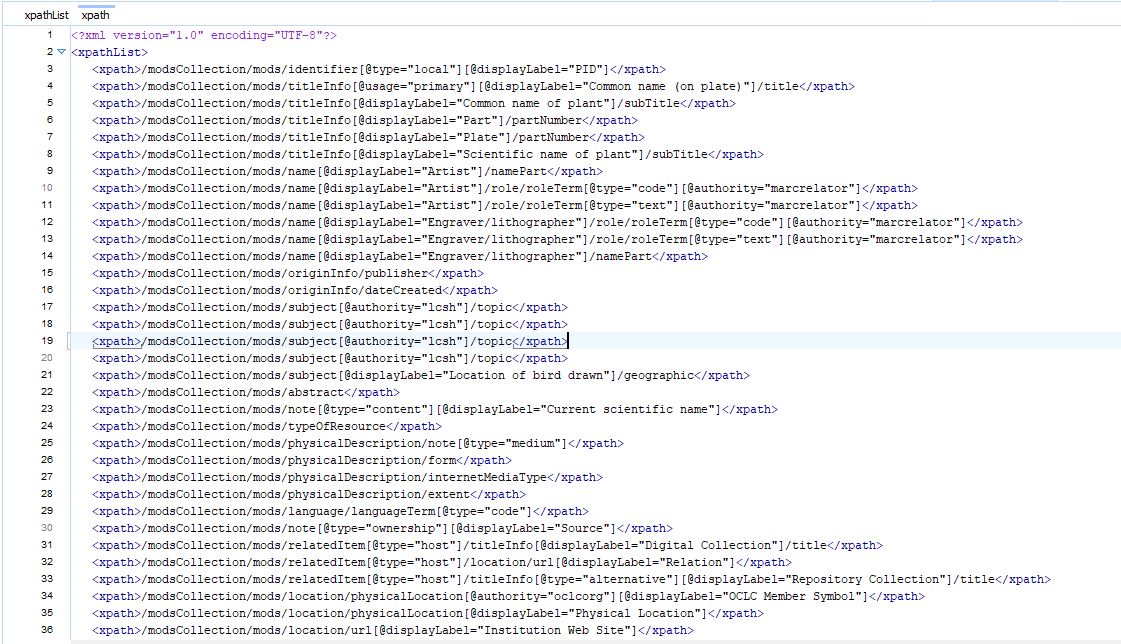 xpathList xpath
1 <?xml version="1.0" encoding="UTF-8"?>
2 <xpathList>
3 <xpath>/modsCollection/mods/identifier[@type="local"][@displayLabel="PID"]</xpath>
4 <xpath>/modsCollection/mods/titleInfo[@usage="primary"][@displayLabel="Common name (on plate)"]/title</xpath>
5 <xpath>/modsCollection/mods/titleInfo[@displayLabel="Common name of plant"]/subTitle</xpath>
6 <xpath>/modsCollection/mods/titleInfo[@displayLabel="Part"]/partNumber</xpath>
7 <xpath>/modsCollection/mods/titleInfo[@displayLabel="Plate"]/partNumber</xpath>
8 <xpath>/modsCollection/mods/titleInfo[@displayLabel="Scientific name of plant"]/subTitle</xpath>
9 <xpath>/modsCollection/mods/name[@displayLabel="Artist"]/namePart</xpath>
10 <xpath>/modsCollection/mods/name[@displayLabel="Artist"]/role/roleTerm[@type="code"][@authority="marcrelator"]</xpath>
11 <xpath>/modsCollection/mods/name[@displayLabel="Artist"]/role/roleTerm[@type="text"][@authority="marcrelator"]</xpath>
12 <xpath>/modsCollection/mods/name[@displayLabel="Engraver/lithographer"]/role/roleTerm[@type="code"][@authority="marcrelator"]</xpath>
13 <xpath>/modsCollection/mods/name[@displayLabel="Engraver/lithographer"]/role/roleTerm[@type="text"][@authority="marcrelator"]</xpath>
14 <xpath>/modsCollection/mods/name[@displayLabel="Engraver/lithographer"]/namePart</xpath>
15 <xpath>/modsCollection/mods/originInfo/publisher</xpath>
16 <xpath>/modsCollection/mods/originInfo/dateCreated</xpath>
17 <xpath>/modsCollection/mods/subject[@authority="lcsh"]/topic</xpath>
18 <xpath>/modsCollection/mods/subject[@authority="lcsh"]/topic</xpath>
19 <xpath>/modsCollection/mods/subject[@authority="lcsh"]/topic</xpath>
20 <xpath>/modsCollection/mods/subject[@authority="lcsh"]/topic</xpath>
21 <xpath>/modsCollection/mods/subject[@displayLabel="Location of bird drawn"]/geographic</xpath>
22 <xpath>/modsCollection/mods/abstract</xpath>
23 <xpath>/modsCollection/mods/note[@type="content"][@displayLabel="Current scientific name"]</xpath>
24 <xpath>/modsCollection/mods/typeOfResource</xpath>
25 <xpath>/modsCollection/mods/physicalDescription/note[@type="medium"]</xpath>
26 <xpath>/modsCollection/mods/physicalDescription/form</xpath>
27 <xpath>/modsCollection/mods/physicalDescription/internetMediaType</xpath>
28 <xpath>/modsCollection/mods/physicalDescription/extent</xpath>
29 <xpath>/modsCollection/mods/language/languageTerm[@type="code"]</xpath>
30 <xpath>/modsCollection/mods/note[@type="ownership"][@displayLabel="Source"]</xpath>
31 <xpath>/modsCollection/mods/relatedItem[@type="host"]/titleInfo[@displayLabel="Digital Collection"]/title</xpath>
32 <xpath>/modsCollection/mods/relatedItem[@type="host"]/location/url[@displayLabel="Relation"]</xpath>
33 <xpath>/modsCollection/mods/relatedItem[@type="host"]/titleInfo[@type="alternative"][@displayLabel="Repository Collection"]/title</xpath>
34 <xpath>/modsCollection/mods/location/physicalLocation[@authority="oclcorg"][@displayLabel="OCLC Member Symbol"]</xpath>
35 <xpath>/modsCollection/mods/location/physicalLocation[@displayLabel="Physical Location"]</xpath>
36 <xpath>/modsCollection/mods/location/url[@displayLabel="Institution Web Site"]</xpath>